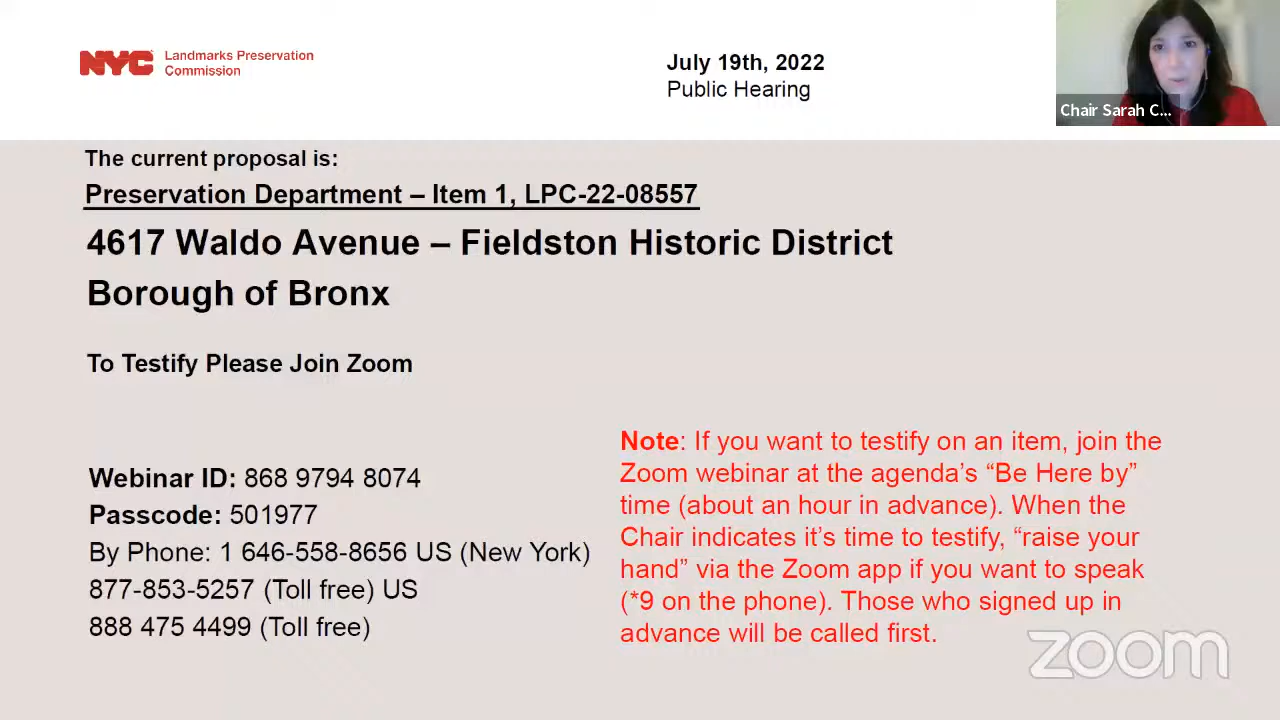 NYC Landmarks Preservation
Commission
July 19th, 2022
Public Hearing
Chair Sarah C...
The current proposal is:
Preservation Department – Item 1, LPC-22-08557
4617 Waldo Avenue – Fieldston Historic District
Borough of Bronx
To Testify Please Join Zoom
Webinar ID: 868 9794 8074
Passcode: 501977
By Phone: 1 646-558-8656 US (New York)
877-853-5257 (Toll free) US
888 475 4499 (Toll free)
Note: If you want to testify on an item, join the
Zoom webinar at the agenda’s “Be Here by”
time (about an hour in advance). When the
Chair indicates it’s time to testify, “raise your
hand” via the Zoom app if you want to speak
(*9 on the phone). Those who signed up in
advance will be called first.
zoom